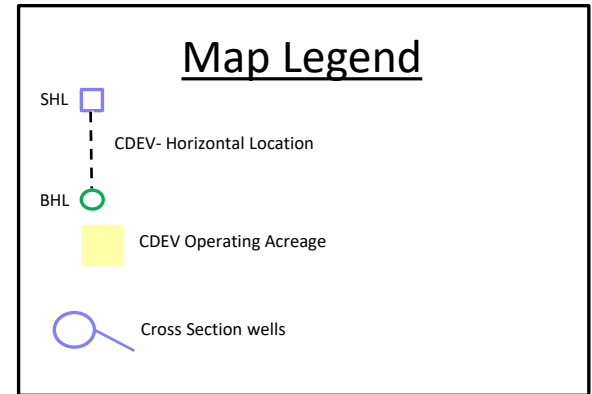 Map Legend
SHL
CDEV- Horizontal Location
BHL
CDEV Operating Acreage
Cross Section wells